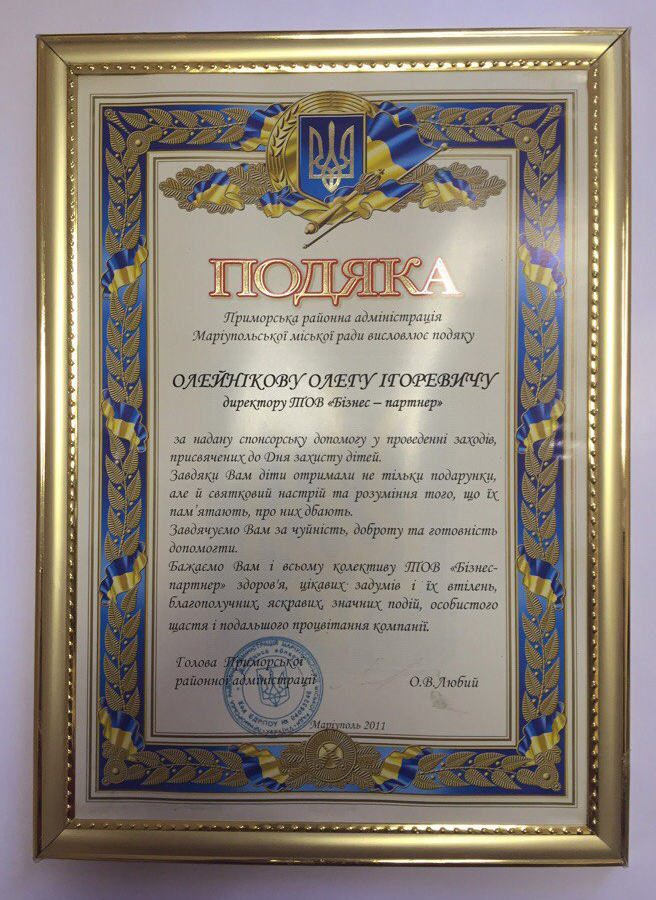 ПОДЯКА
Приморська районна адміністрація
Маріупольської міської ради висловлює подяку
ОЛЕЙНІКОВУ ОЛЕГУ ІГОРЕВИЧУ
директору ТОВ «Бізнес – партнер»
за надану спонсорську допомогу у проведенні заходів,
присвячених до Дня захисту дітей.
Завдяки Вам діти отримали не тільки подарунки,
але й святковий настрій та розуміння того, що їх
пам'ятають, про них дбають.
Завдячуємо Вам за чуйність, доброту та готовність
допомогти.
Бажаємо Вам і всьому колективу ТОВ «Бізнес-
партнер» здоров'я, цікавих задумів і їх втілень,
благополучних, яскравих, значних подій, особистого
щастя і подальшого процвітання компанії.
Голова Приморської
районної адміністрації О.В.Любий
Маріуполь 2011